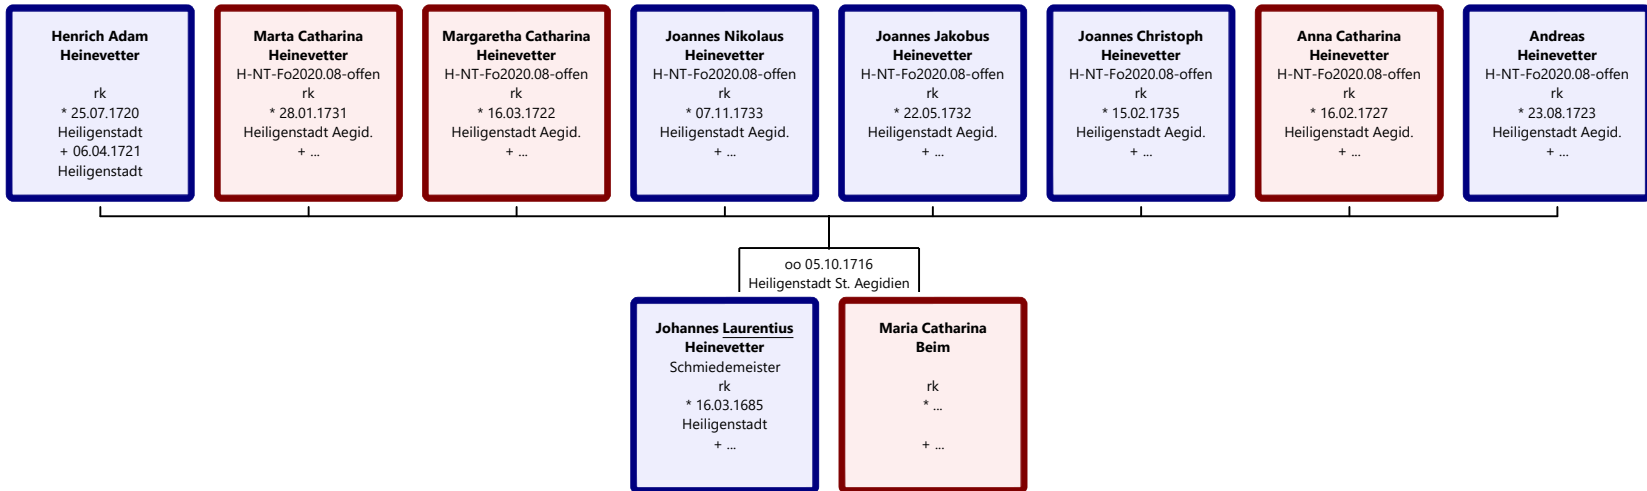 Henrich Adam
Heinevetter
rk
* 25.07.1720
Heiligenstadt
+ 06.04.1721
Heiligenstadt
Marta Catharina
Heinevetter
H-NT-Fo2020.08-offen
rk
* 28.01.1731
Heiligenstadt Aegid.
+ ...
Margaretha Catharina
Heinevetter
H-NT-Fo2020.08-offen
rk
* 16.03.1722
Heiligenstadt Aegid.
+ ...
Joannes Nikolaus
Heinevetter
H-NT-Fo2020.08-offen
rk
* 07.11.1733
Heiligenstadt Aegid.
+ ...
Joannes Jakobus
Heinevetter
H-NT-Fo2020.08-offen
rk
* 22.05.1732
Heiligenstadt Aegid.
+ ...
Joannes Christoph
Heinevetter
H-NT-Fo2020.08-offen
rk
* 15.02.1735
Heiligenstadt Aegid.
+ ...
Anna Catharina
Heinevetter
H-NT-Fo2020.08-offen
rk
* 16.02.1727
Heiligenstadt Aegid.
+ ...
Andreas
Heinevetter
H-NT-Fo2020.08-offen
rk
* 23.08.1723
Heiligenstadt Aegid.
+ ...
oo 05.10.1716
Heiligenstadt St. Aegidien
Johannes Laurentius
Heinevetter
Schmiedemeister
rk
* 16.03.1685
Heiligenstadt
+ ...
Maria Catharina
Beim
rk
* ...
+ ...